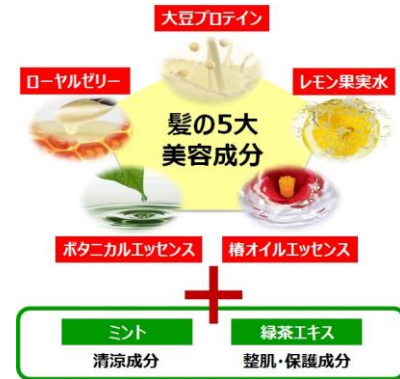 大豆プロテイン
ローヤルゼリー
レモン果実水
髪の5大
美容成分
ボタニカルエッセンス
椿オイルエッセンス
ミント
緑茶エキス
清涼成分
整肌・保護成分